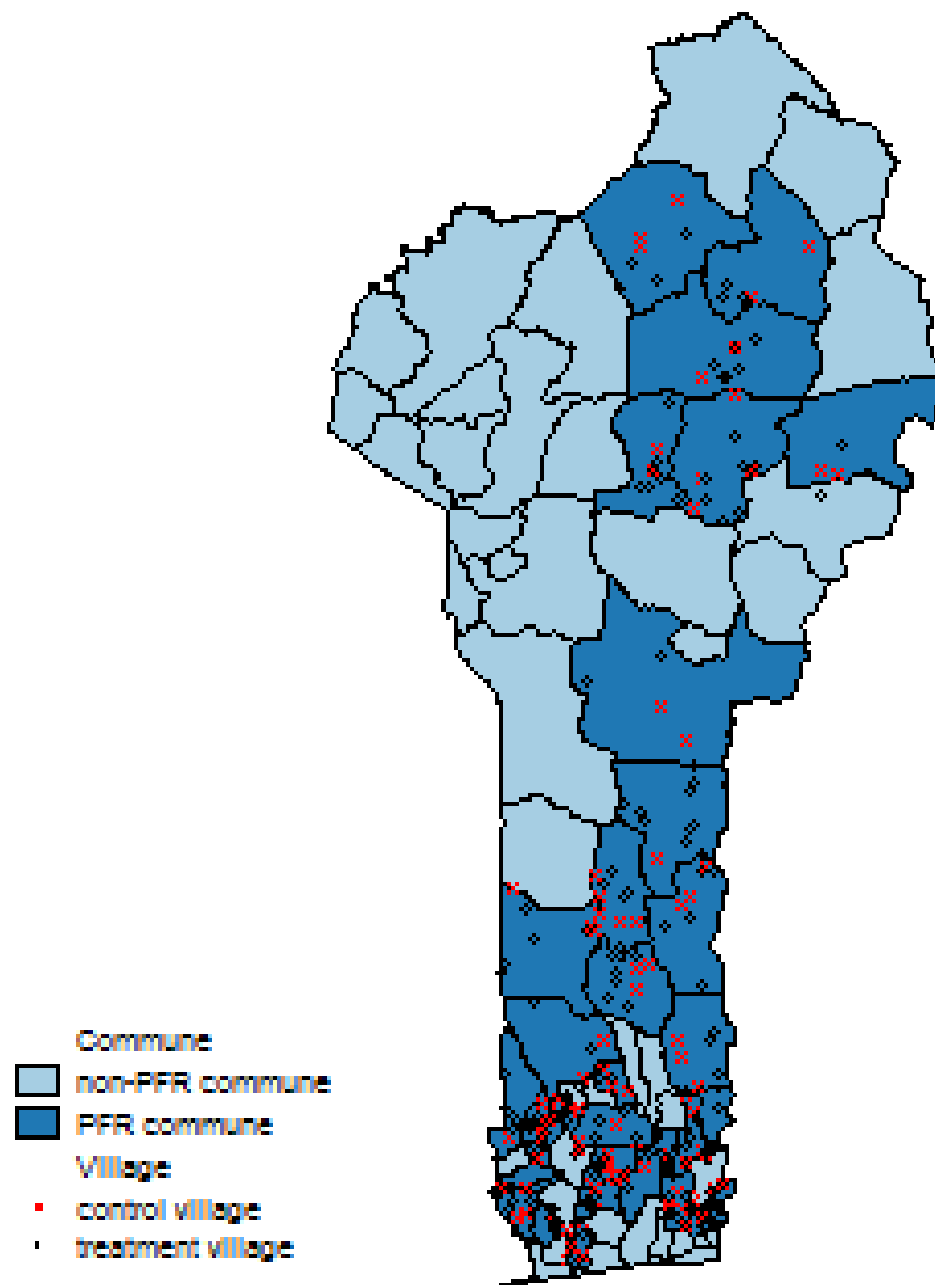 Commune
non-PFR commune
PFR commune
Village
control village
treatment village